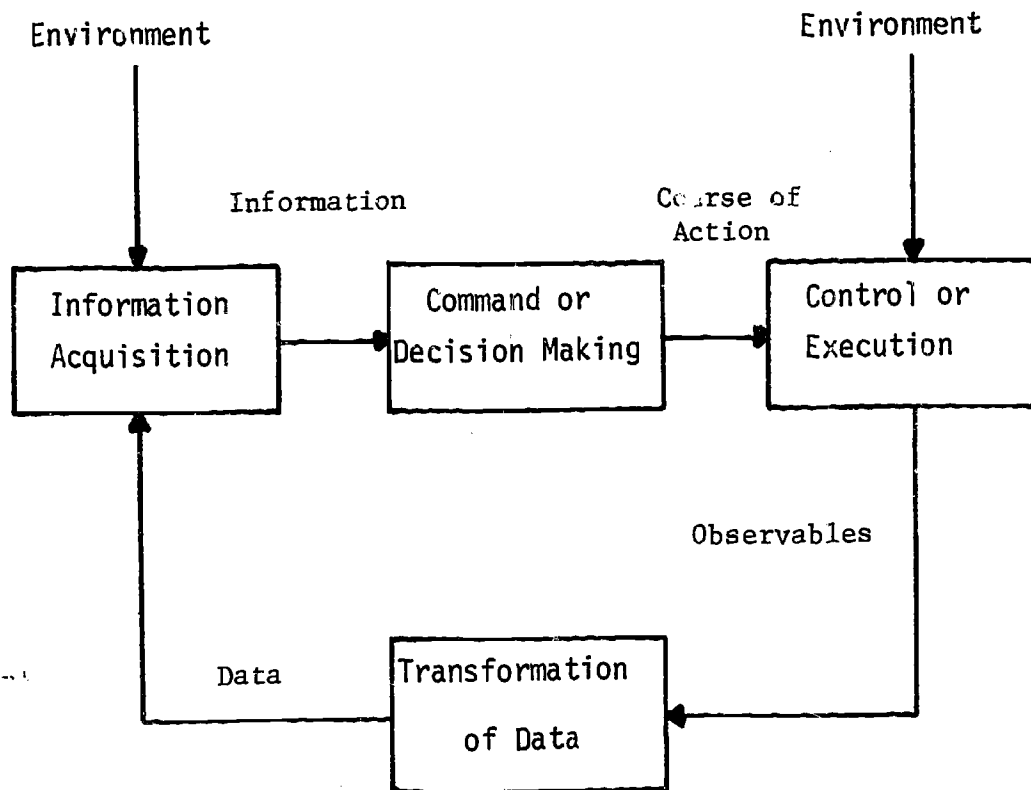 Environment
Environment
Information
Course of
Action
Information
Acquisition
Command or
Decision Making
Control or
Execution
Observables
Data
Transformation
of Data